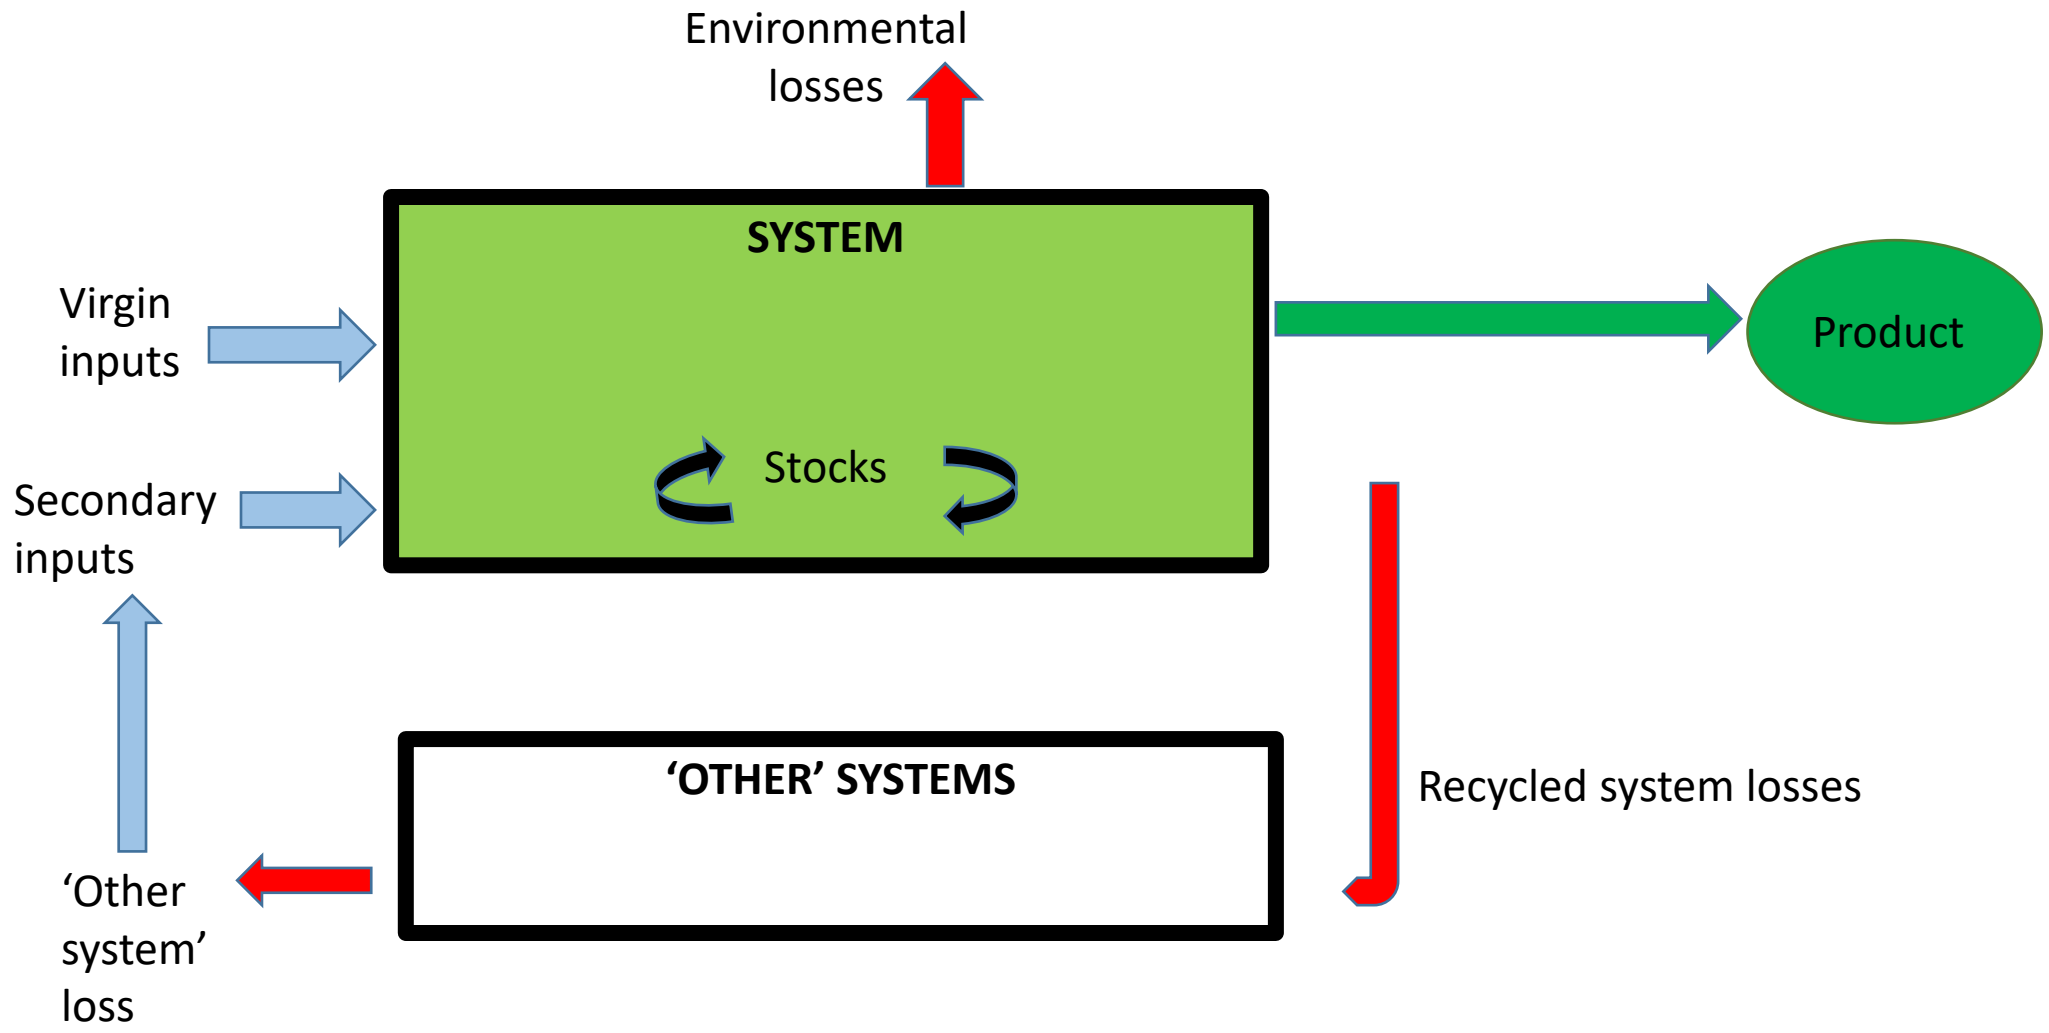 Environmental
losses
SYSTEM
Virgin
inputs
Product
Stocks
Secondary
inputs
‘OTHER’ SYSTEMS
Recycled system losses
‘Other
system’
loss